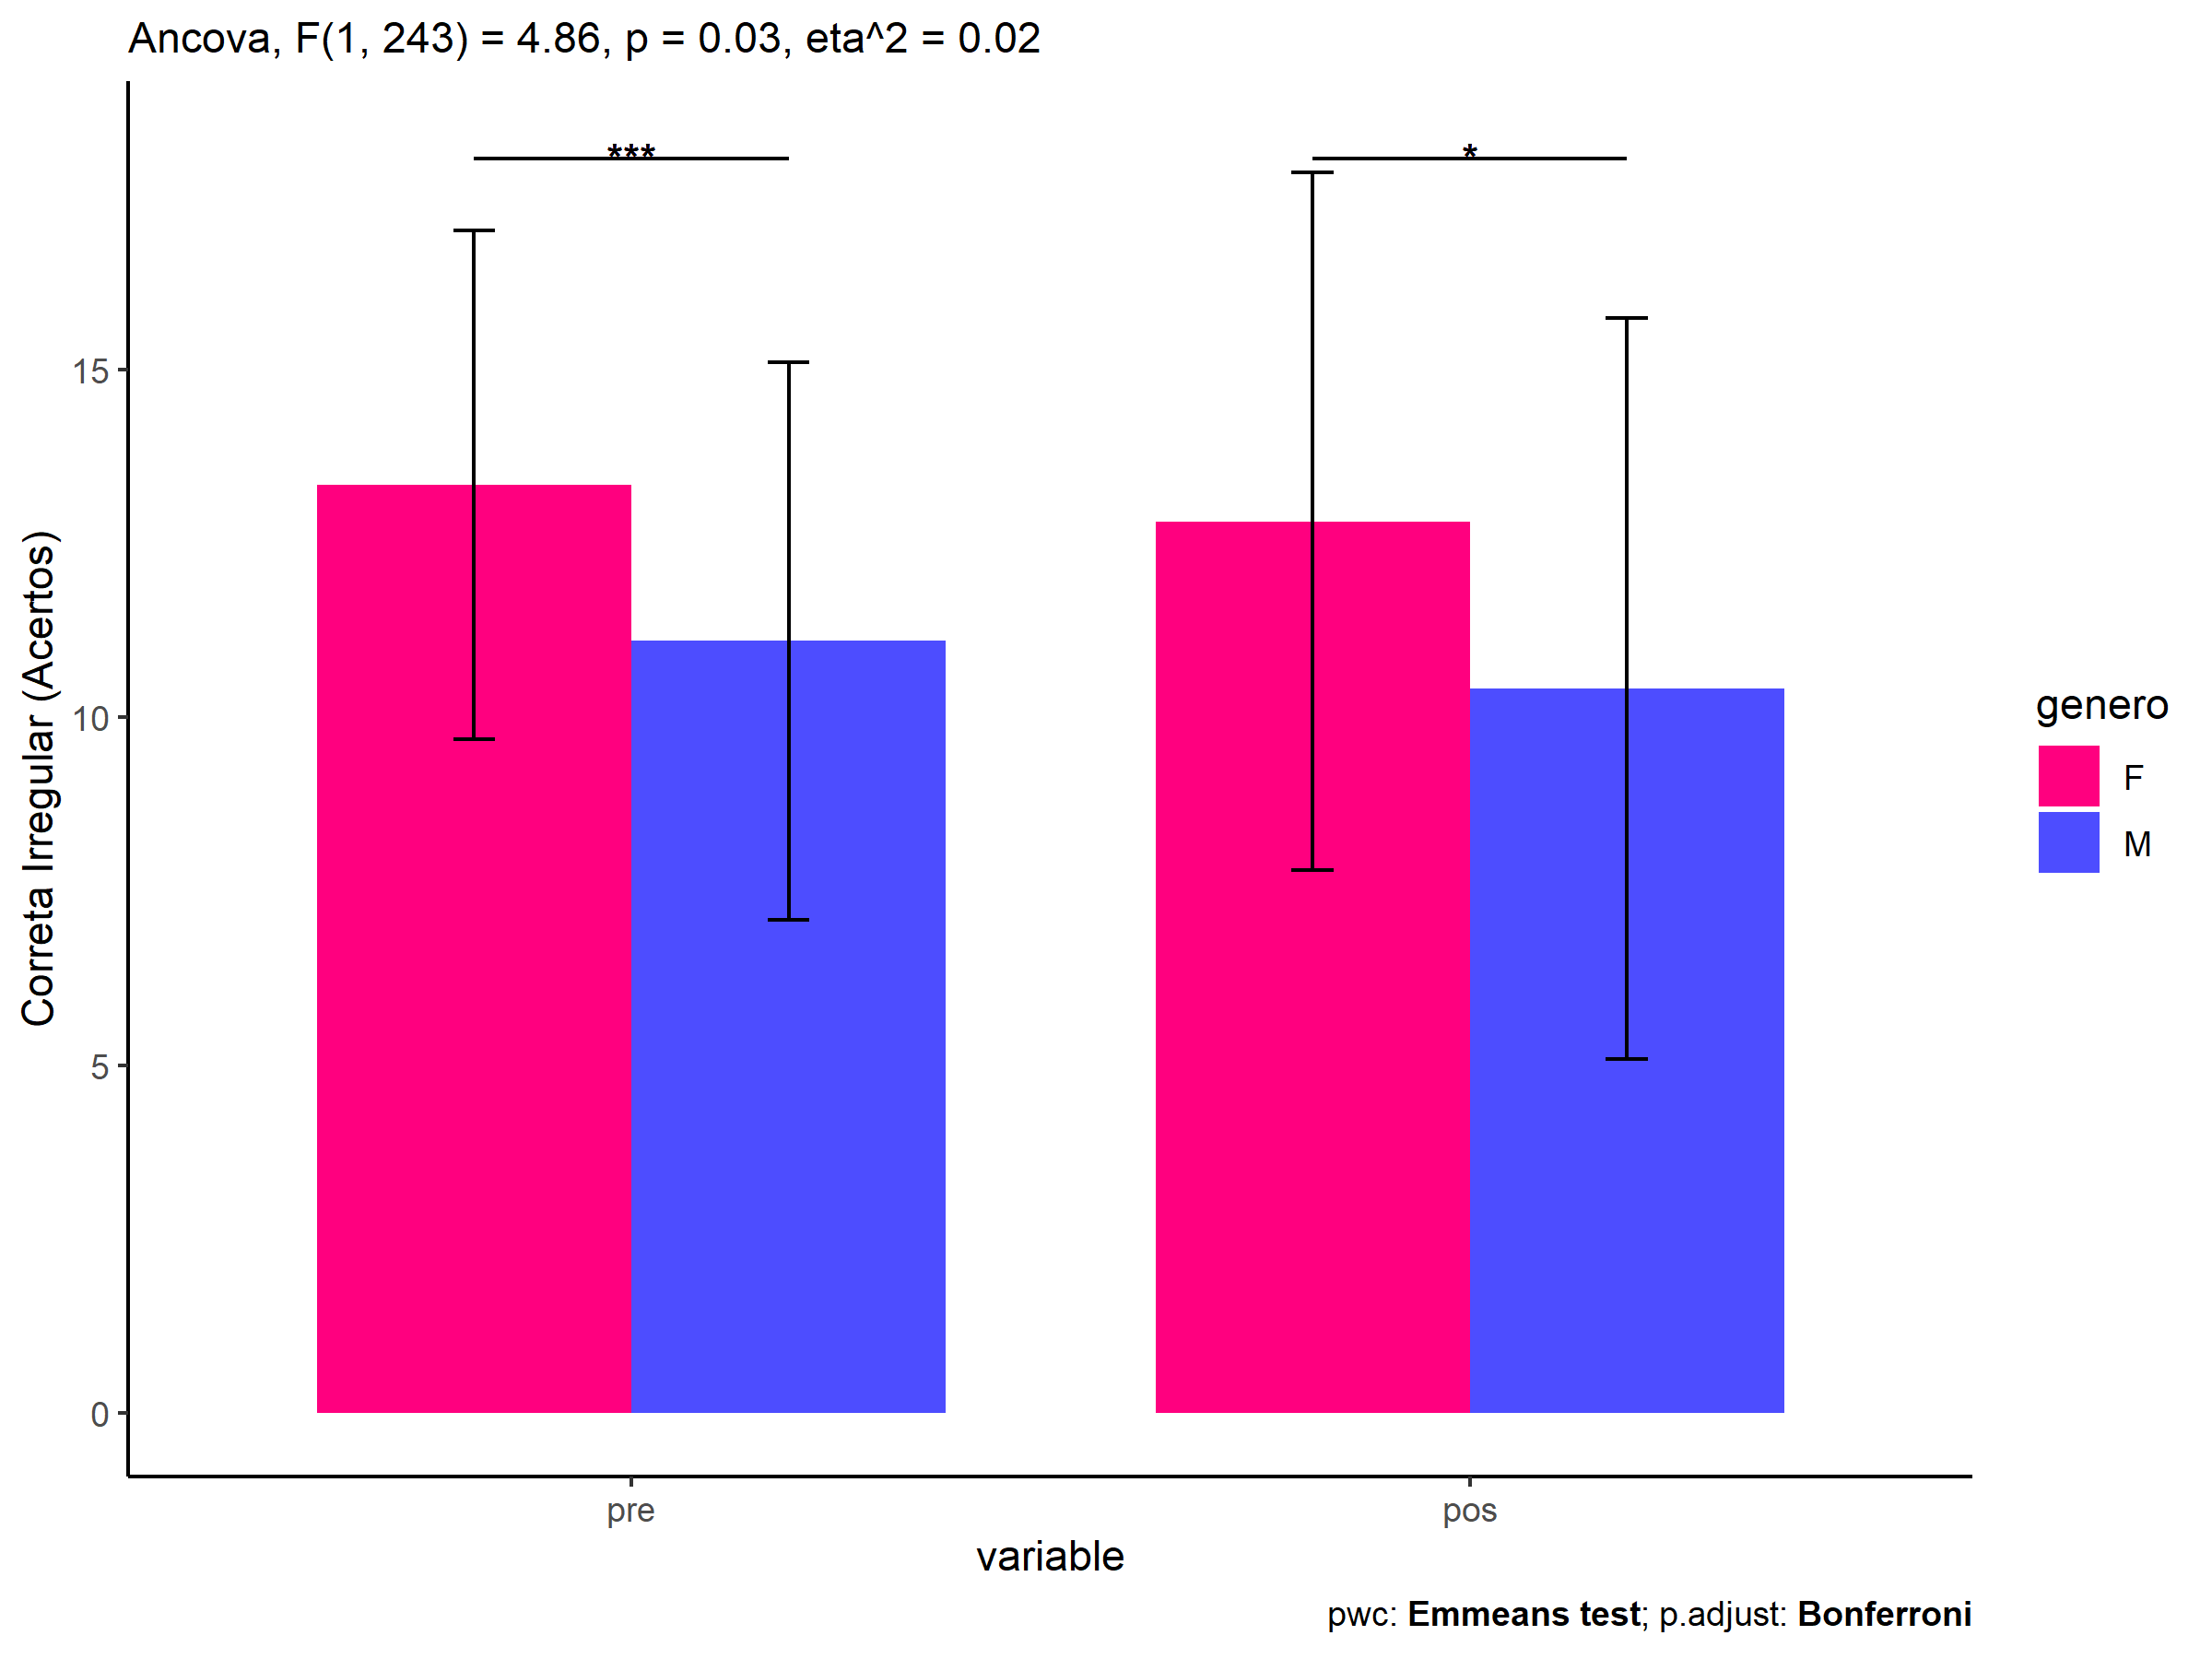 Ancova, F(1, 243) = 4.86, p = 0.03, eta^2 = 0.02
Correta Irregular (Acertos)
15
10
5
0
***
*
pre
pos
variable
genero
F
M
pwc: Emmeans test; p.adjust: Bonferroni